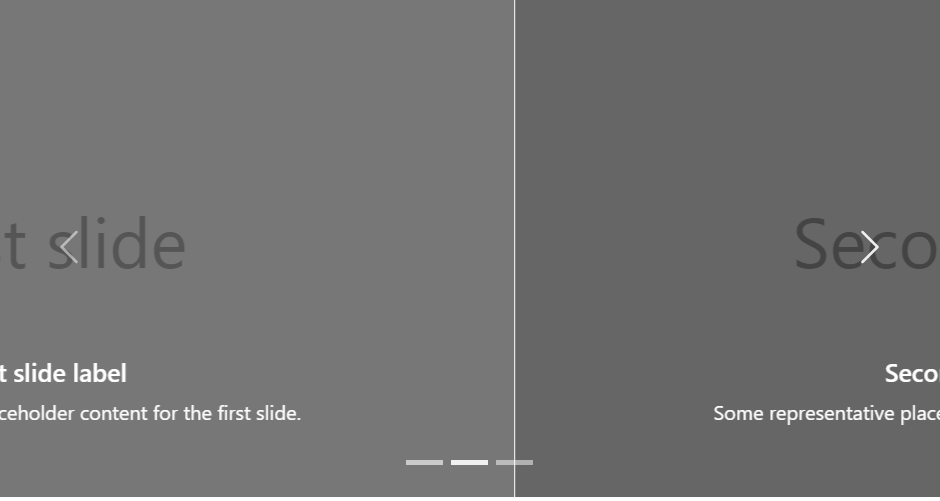 t slide
Seco
t slide label
Seco
ceholder content for the first slide.
Some representative place